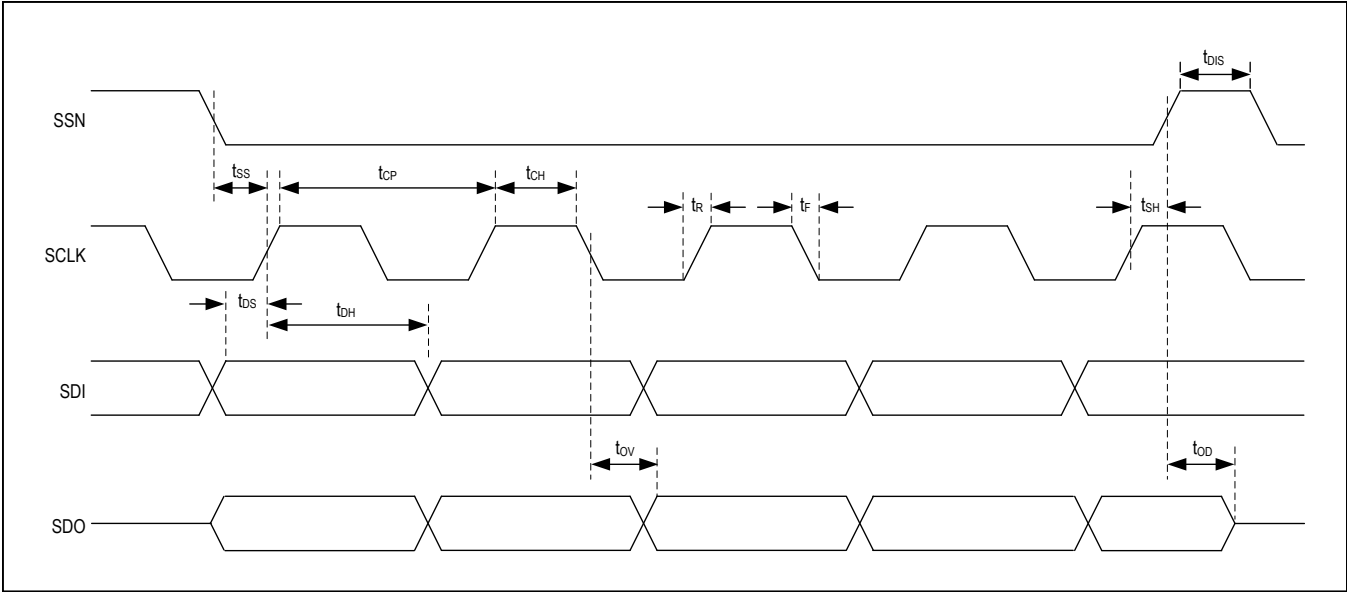 tDIS
SSN
tSS
tCP
tCH
tR
tF
tSH
SCLK
tDS
tDH
SDI
tOV
tOD
SDO